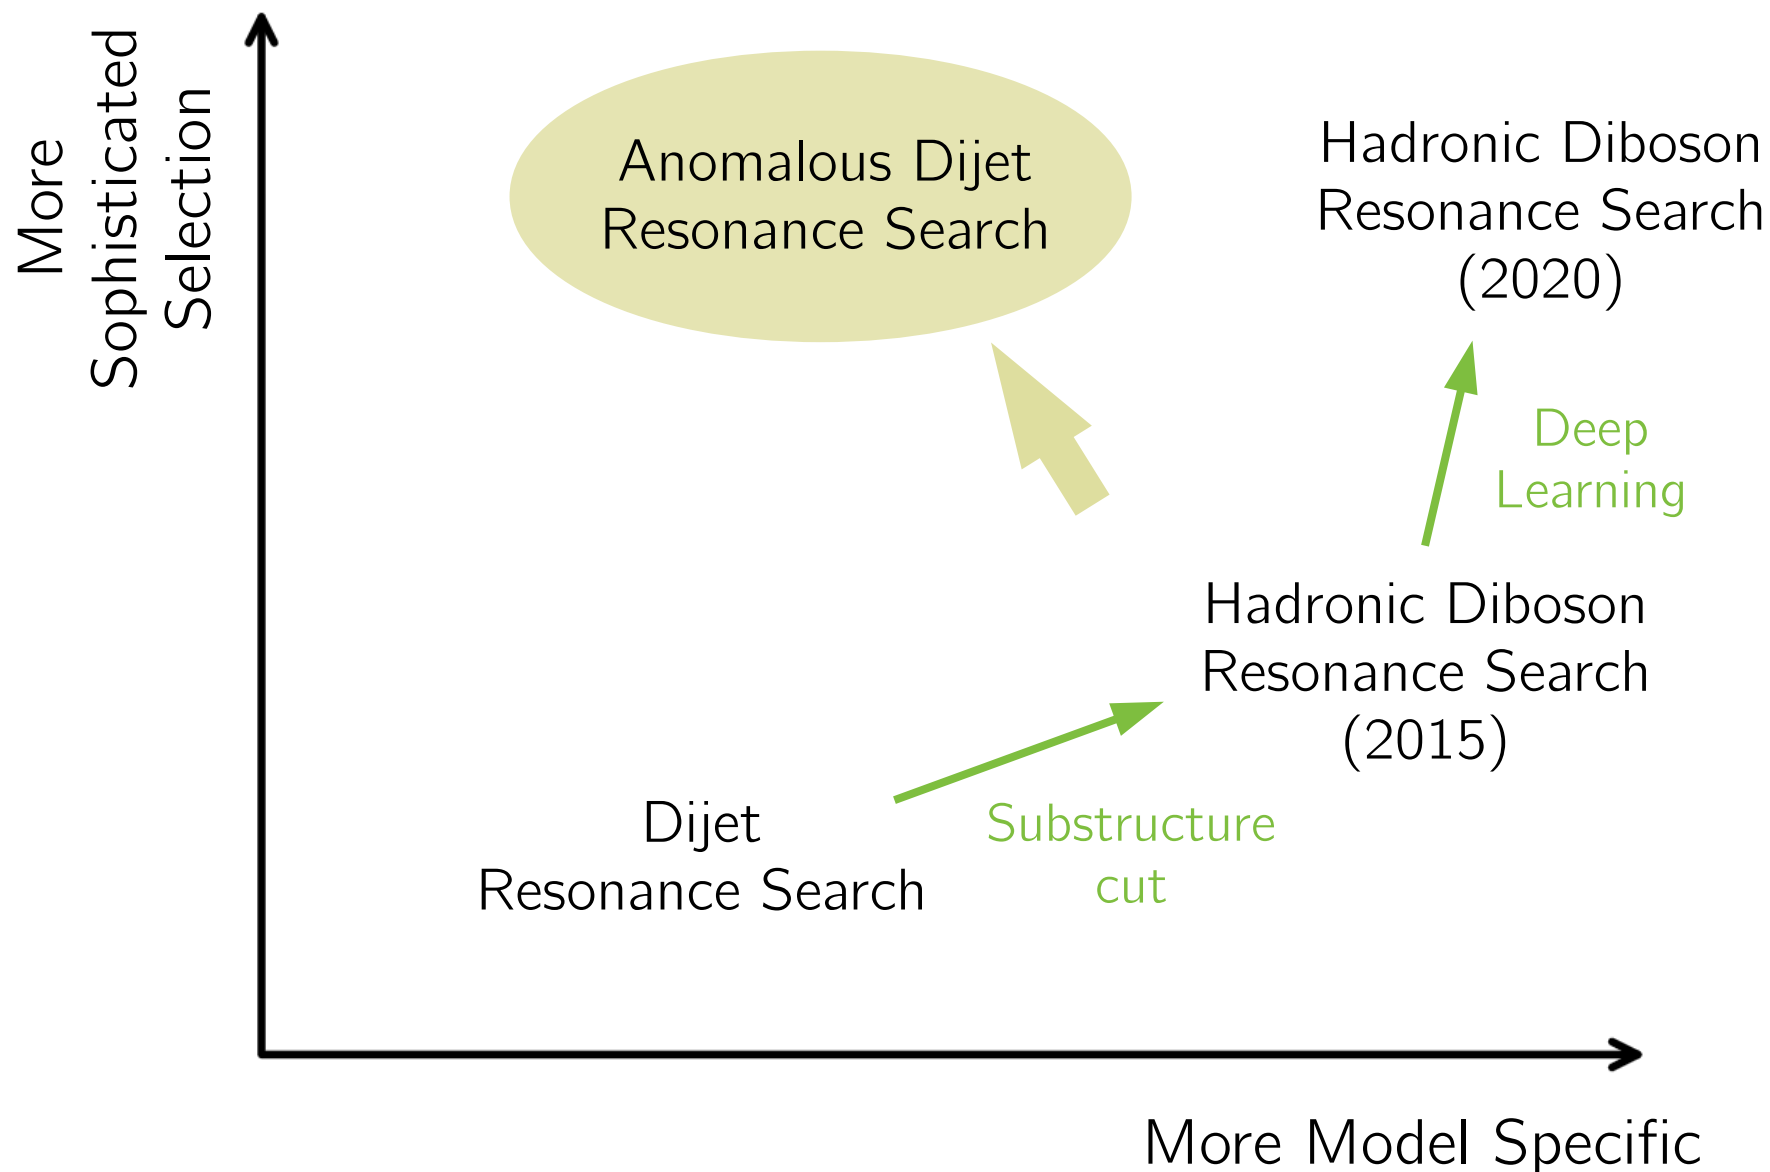 More
Sophisticated
Selection
Anomalous Dijet
Resonance Search
Hadronic Diboson
Resonance Search
(2020)
Deep
Learning
Hadronic Diboson
Resonance Search
(2015)
Dijet
Resonance Search
Substructure
cut
More Model Specific